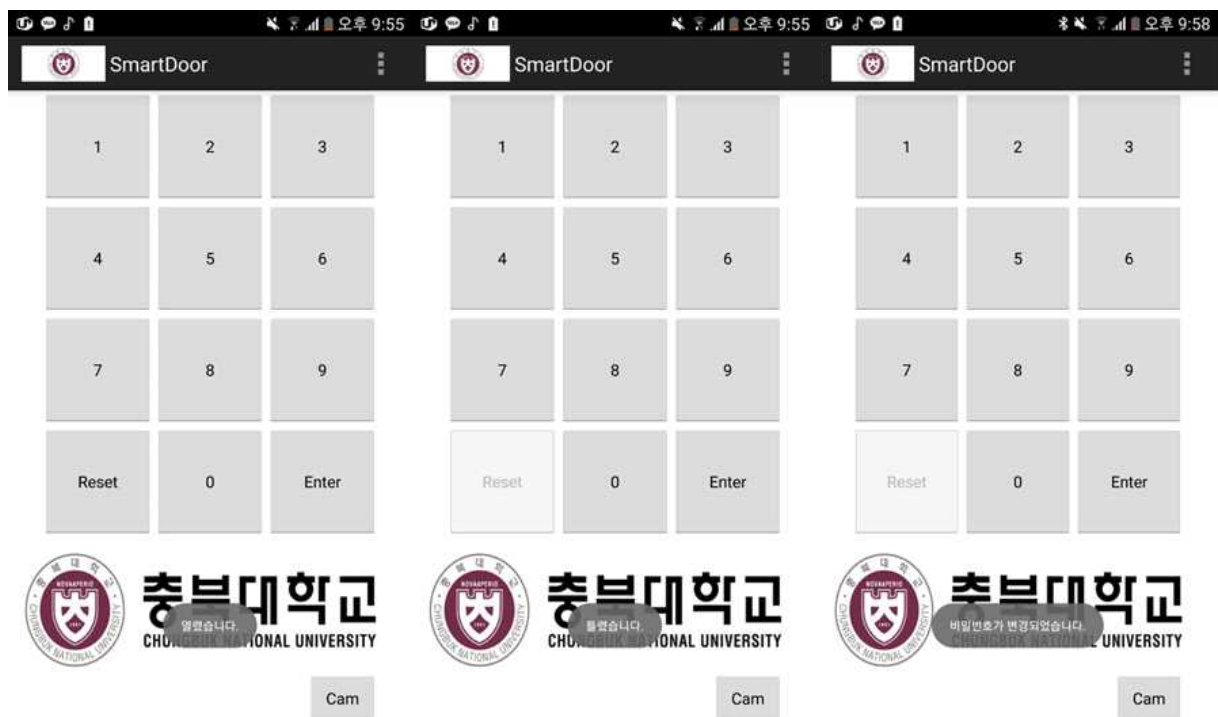 오후 9:55
SmartDoor
1 2 3
4 5 6
7 8 9
Reset 0 Enter
충북대학교
CHUNGBUK NATIONAL UNIVERSITY
열렸습니다.
Cam
오후 9:55
SmartDoor
1 2 3
4 5 6
7 8 9
Reset 0 Enter
충북대학교
CHUNGBUK NATIONAL UNIVERSITY
틀렸습니다.
Cam
오후 9:58
SmartDoor
1 2 3
4 5 6
7 8 9
Reset 0 Enter
충북대학교
CHUNGBUK NATIONAL UNIVERSITY
비밀번호가 변경되었습니다.
Cam